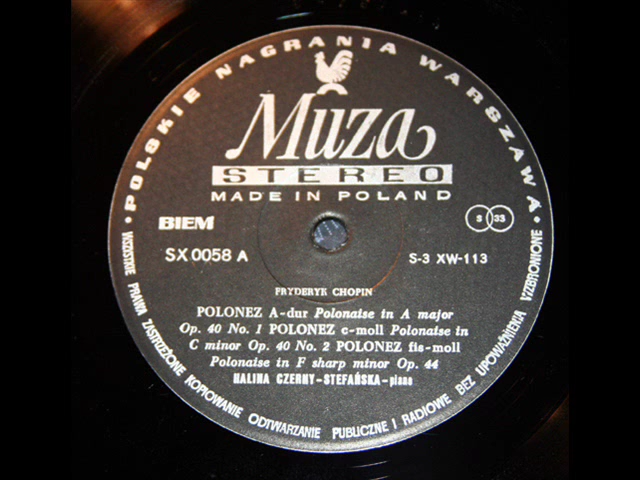 • POLSKIE NAGRANIA WARSZAWA •
Muza
STEREO
MADE IN POLAND
BIEM
S 33
SX 0058 A
S-3 XW-113
FRYDERYK CHOPIN
POLONEZ A-dur Polonaise in A major
Op. 40 No. 1 POLONEZ c-moll Polonaise in
C minor Op. 40 No. 2 POLONEZ fis-moll
Polonaise in F sharp minor Op. 44
HALINA CZERNY-STEFAŃSKA-piano
WSZYSTKIE PRAWA ZASTRZEŻONE KOPIOWANIE ODTWARZANIE PUBLICZNE I RADIOWE BEZ UPOWAŻNIENIA VZBRONIONE